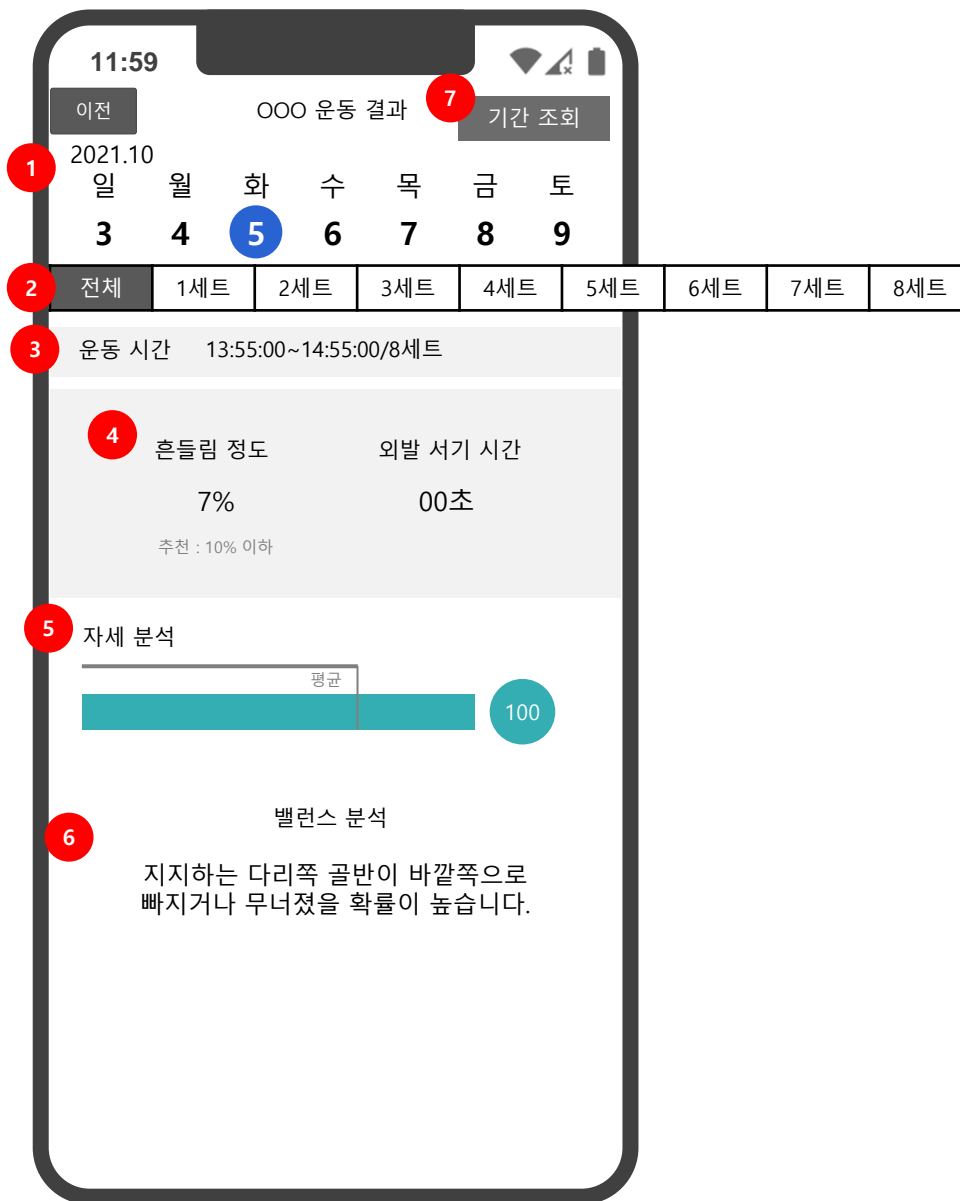 11:59
이전
OOO 운동 결과
7
기간 조회
1
2021.10
일 월 화 수 목 금 토
3 4 5 6 7 8 9
2
전체 1세트 2세트 3세트 4세트 5세트 6세트 7세트 8세트
3
운동 시간 13:55:00~14:55:00/8세트
4
흔들림 정도 외발 서기 시간
7% 00초
추천 : 10% 이하
5
자세 분석
평균
100
밸런스 분석
6
지지하는 다리쪽 골반이 바깥쪽으로
빠지거나 무너졌을 확률이 높습니다.